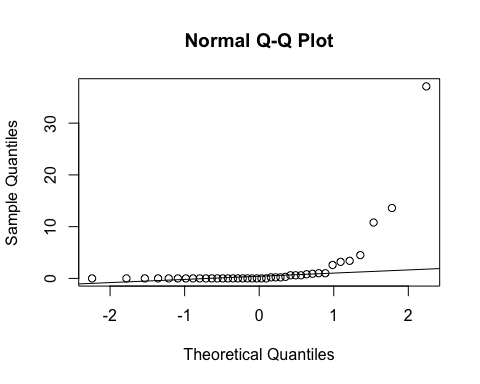 Normal Q-Q Plot
Sample Quantiles
30
20
10
0
-2 -1 0 1 2
Theoretical Quantiles